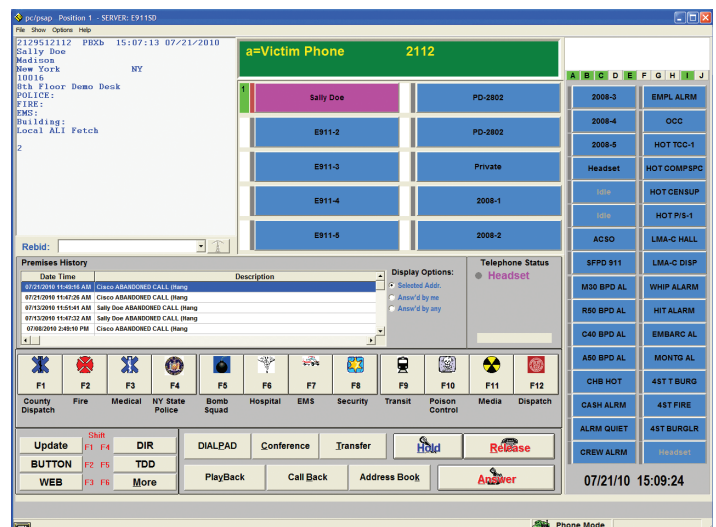 pc/psap Position 1 - SERVER: E911SD
File Show Options Help
2129512112 PBXb 15:07:13 07/21/2010
Sally Doe
Madison
New York NY
10016
8th Floor Demo Desk
POLICE:
FIRE:
EMS:
Building:
Local ALI Fetch
2
Rebid:
a=Victim Phone 2112
1 Sally Doe PD-2802
E911-2 PD-2802
E911-3 Private
E911-4 2008-1
E911-5 2008-2
A B C D E F G H I J
2008-3 EMPL ALRM
2008-4 OCC
2008-5 HOT TCC-1
Headset HOT COMPSPC
Idle HOT CENSUP
Idle HOT P/S-1
ACSO LMA-C HALL
SFPD 911 LMA-C DISP
M30 BPD AL WHIP ALARM
R50 BPD AL HIT ALARM
C40 BPD AL EMBARC AL
A50 BPD AL MONTG AL
CHB HOT 4ST T BURG
CASH ALRM 4ST FIRE
ALRM QUIET 4ST BURGLR
CREW ALRM Headset
07/21/10 15:09:24
Premises History
Date Time Description
07/21/2010 11:49:16 AM Cisco ABANDONED CALL (Hang
07/21/2010 11:47:26 AM Cisco ABANDONED CALL (Hang
07/13/2010 11:51:41 AM Sally Doe ABANDONED CALL (Hang
07/13/2010 11:47:32 AM Sally Doe ABANDONED CALL (Hang
07/08/2010 2:49:10 PM Cisco ABANDONED CALL (Hang
Display Options:
Selected Addr.
Answ'd by me
Answ'd by any
Telephone Status
Headset
F1 F2 F3 F4 F5 F6 F7 F8 F9 F10 F11 F12
County Dispatch Fire Medical NY State Police Bomb Squad Hospital EMS Security Transit Poison Control Media Dispatch
Shift
Update F1 F4 DIR
BUTTON F2 F5 TDD
WEB F3 F6 More
DIALPAD Conference Transfer Hold Release
PlayBack Call Back Address Book Answer
Phone Mode